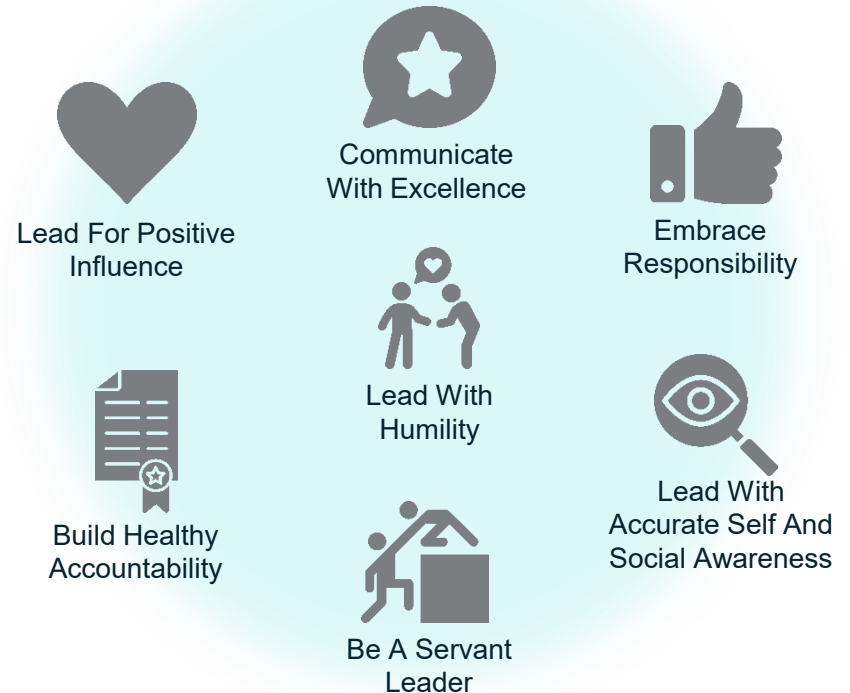 Communicate
With Excellence
Lead For Positive
Influence
Embrace
Responsibility
Lead With
Humility
Build Healthy
Accountability
Lead With
Accurate Self And
Social Awareness
Be A Servant
Leader